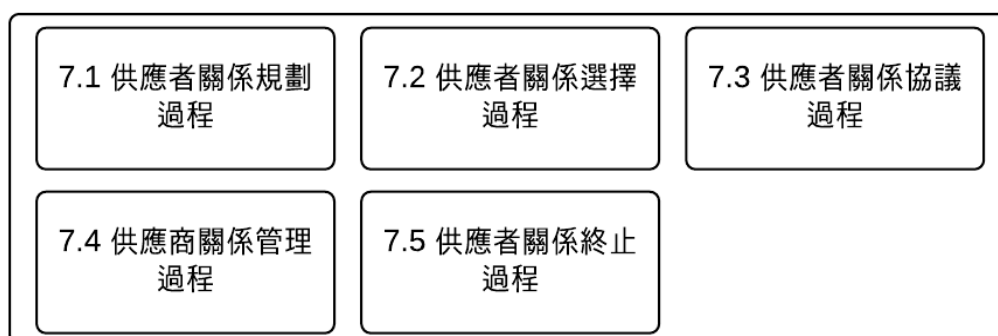 7.1 供應者關係規劃
過程
7.2 供應者關係選擇
過程
7.3 供應者關係協議
過程
7.4 供應商關係管理
過程
7.5 供應者關係終止
過程